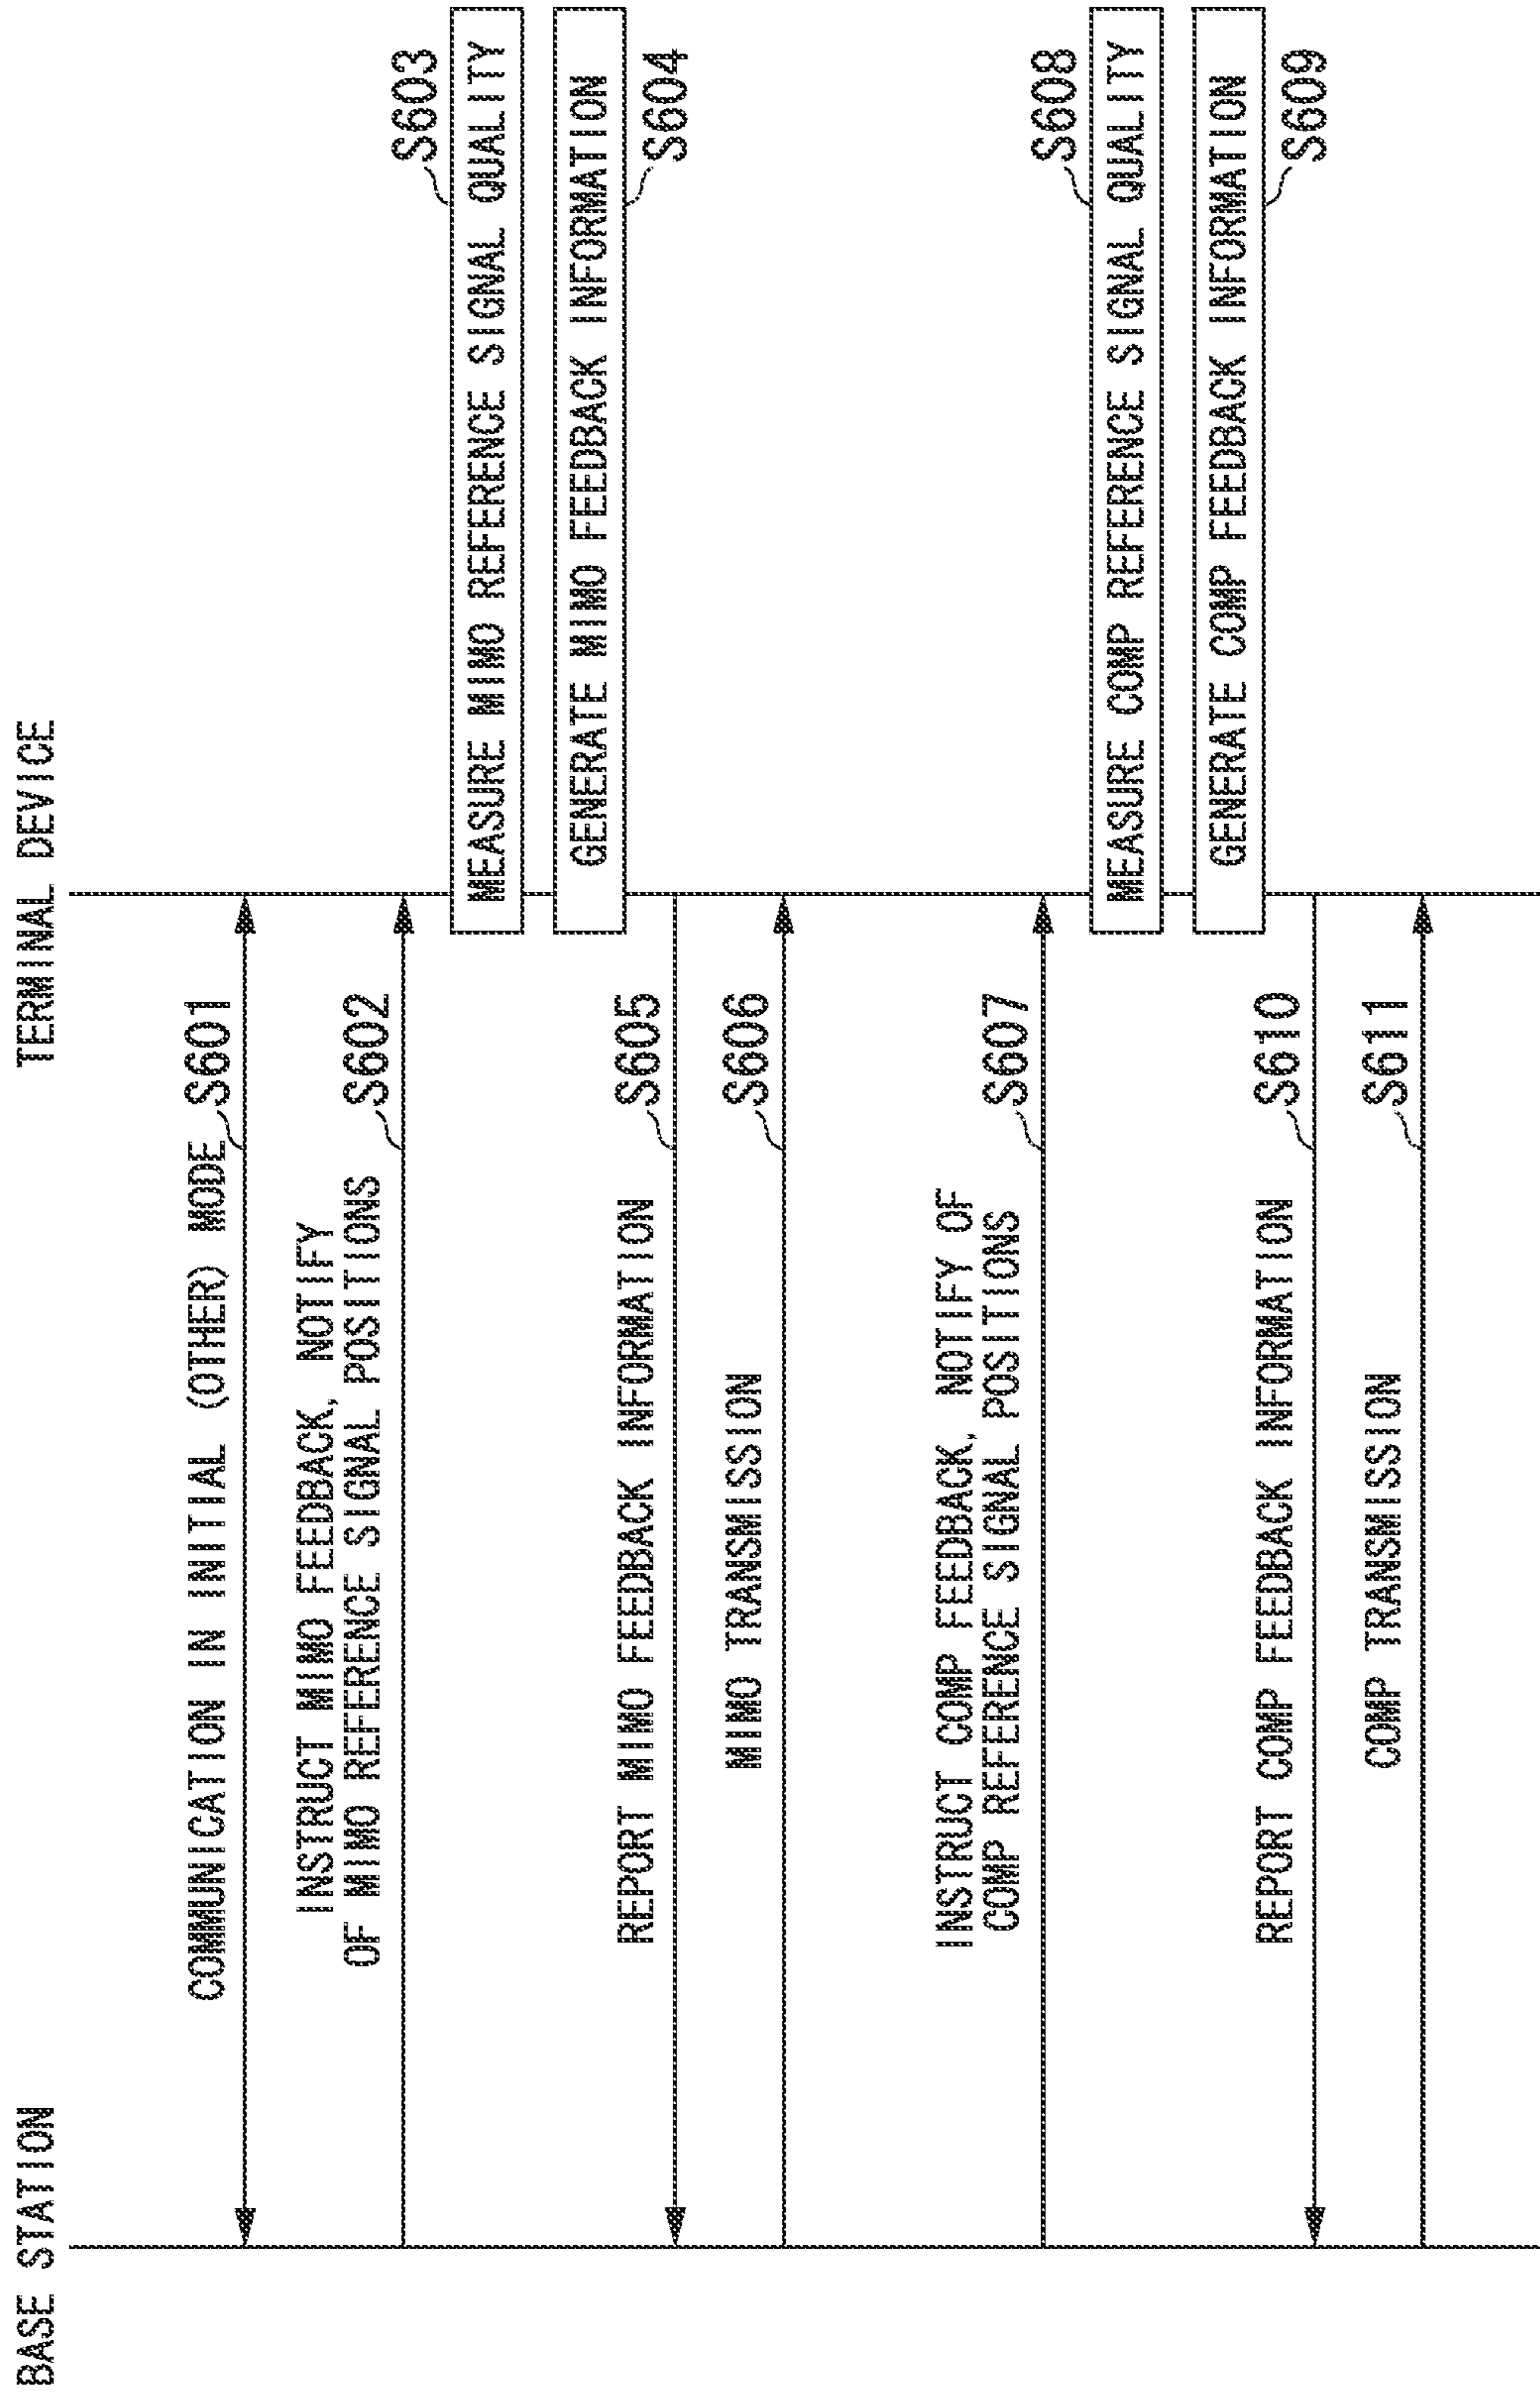 BASE STATION
TERMINAL DEVICE
COMMUNICATION IN INITIAL (OTHER) MODE
S601
INSTRUCT MIMO FEEDBACK, NOTIFY
OF MIMO REFERENCE SIGNAL POSITIONS
S602
S603
MEASURE MIMO REFERENCE SIGNAL QUALITY
GENERATE MIMO FEEDBACK INFORMATION
S604
REPORT MIMO FEEDBACK INFORMATION
S605
MIMO TRANSMISSION
S606
INSTRUCT COMP FEEDBACK, NOTIFY OF
COMP REFERENCE SIGNAL POSITIONS
S607
S608
MEASURE COMP REFERENCE SIGNAL QUALITY
GENERATE COMP FEEDBACK INFORMATION
S609
REPORT COMP FEEDBACK INFORMATION
S610
COMP TRANSMISSION
S611